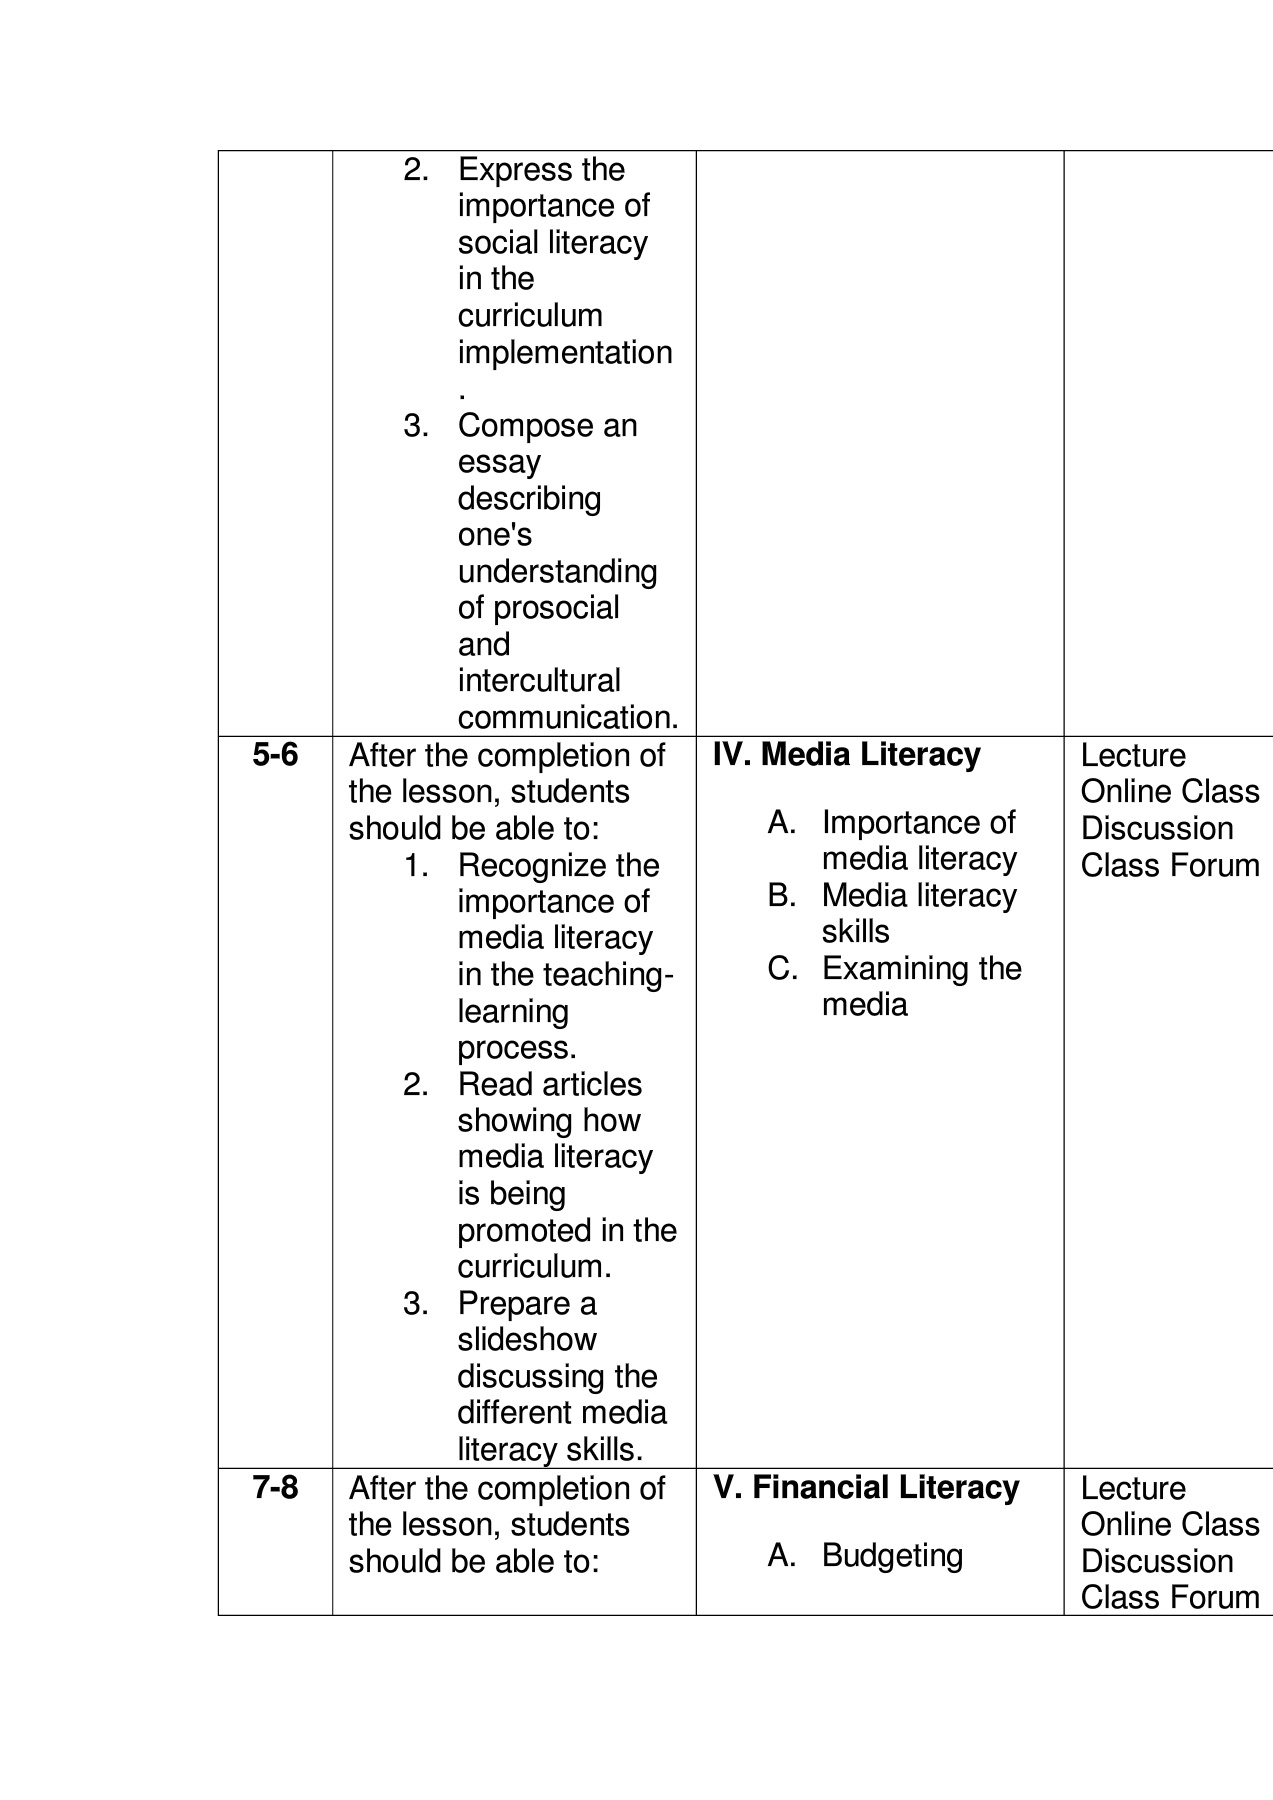 2. Express the
importance of
social literacy
in the
curriculum
implementation
.
3. Compose an
essay
describing
one's
understanding
of prosocial
and
intercultural
communication.
5-6
After the completion of
the lesson, students
should be able to:
1. Recognize the
importance of
media literacy
in the teaching-
learning
process.
2. Read articles
showing how
media literacy
is being
promoted in the
curriculum.
3. Prepare a
slideshow
discussing the
different media
literacy skills.
IV. Media Literacy
A. Importance of
media literacy
B. Media literacy
skills
C. Examining the
media
Lecture
Online Class
Discussion
Class Forum
7-8
After the completion of
the lesson, students
should be able to:
V. Financial Literacy
A. Budgeting
Lecture
Online Class
Discussion
Class Forum